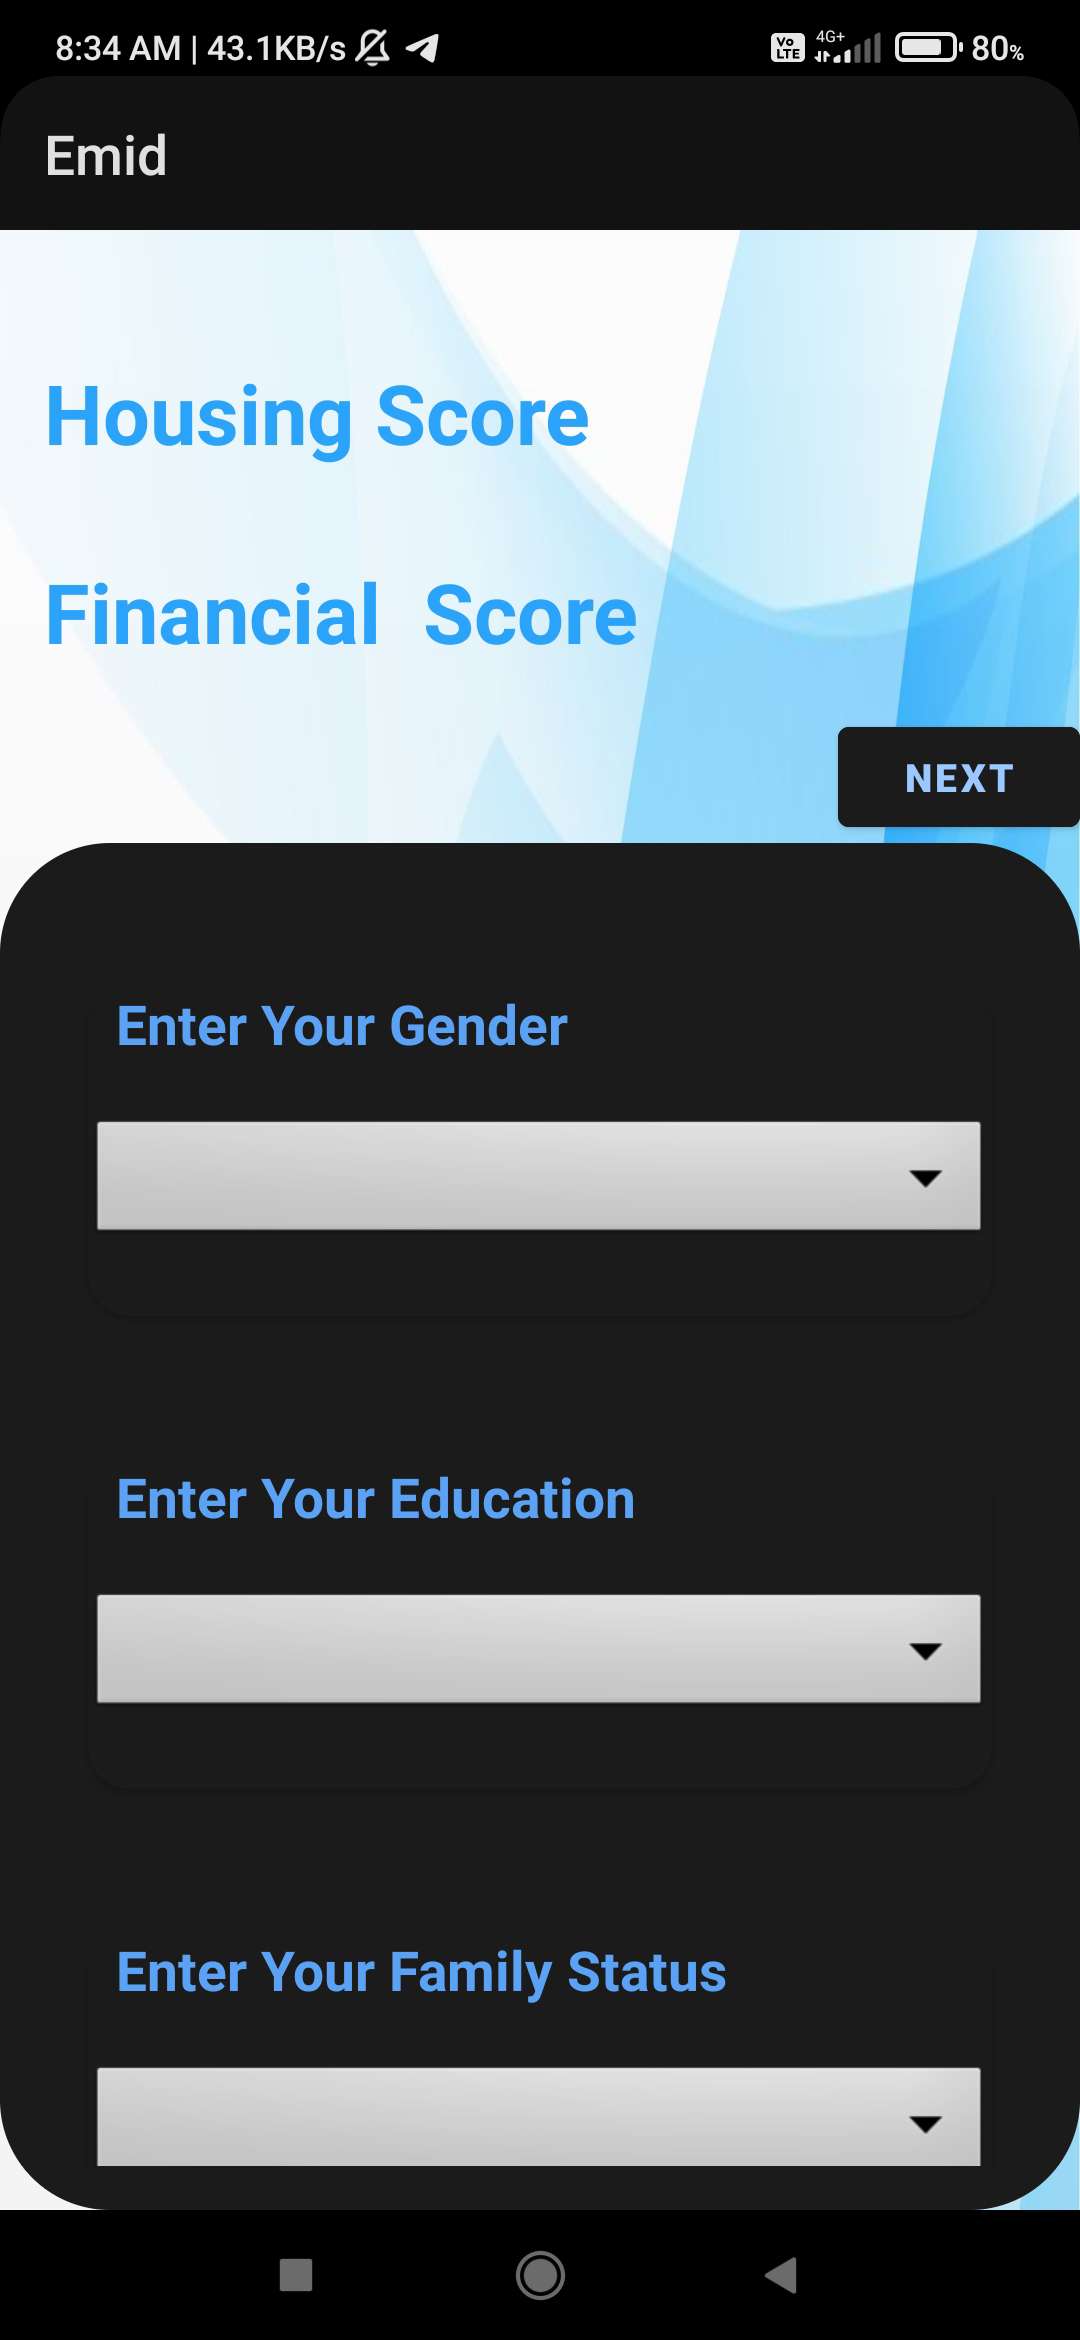 8:34 AM | 43.1KB/s Vo LTE 4G+ 80%
Emid
Housing Score
Financial Score
NEXT
Enter Your Gender
Enter Your Education
Enter Your Family Status